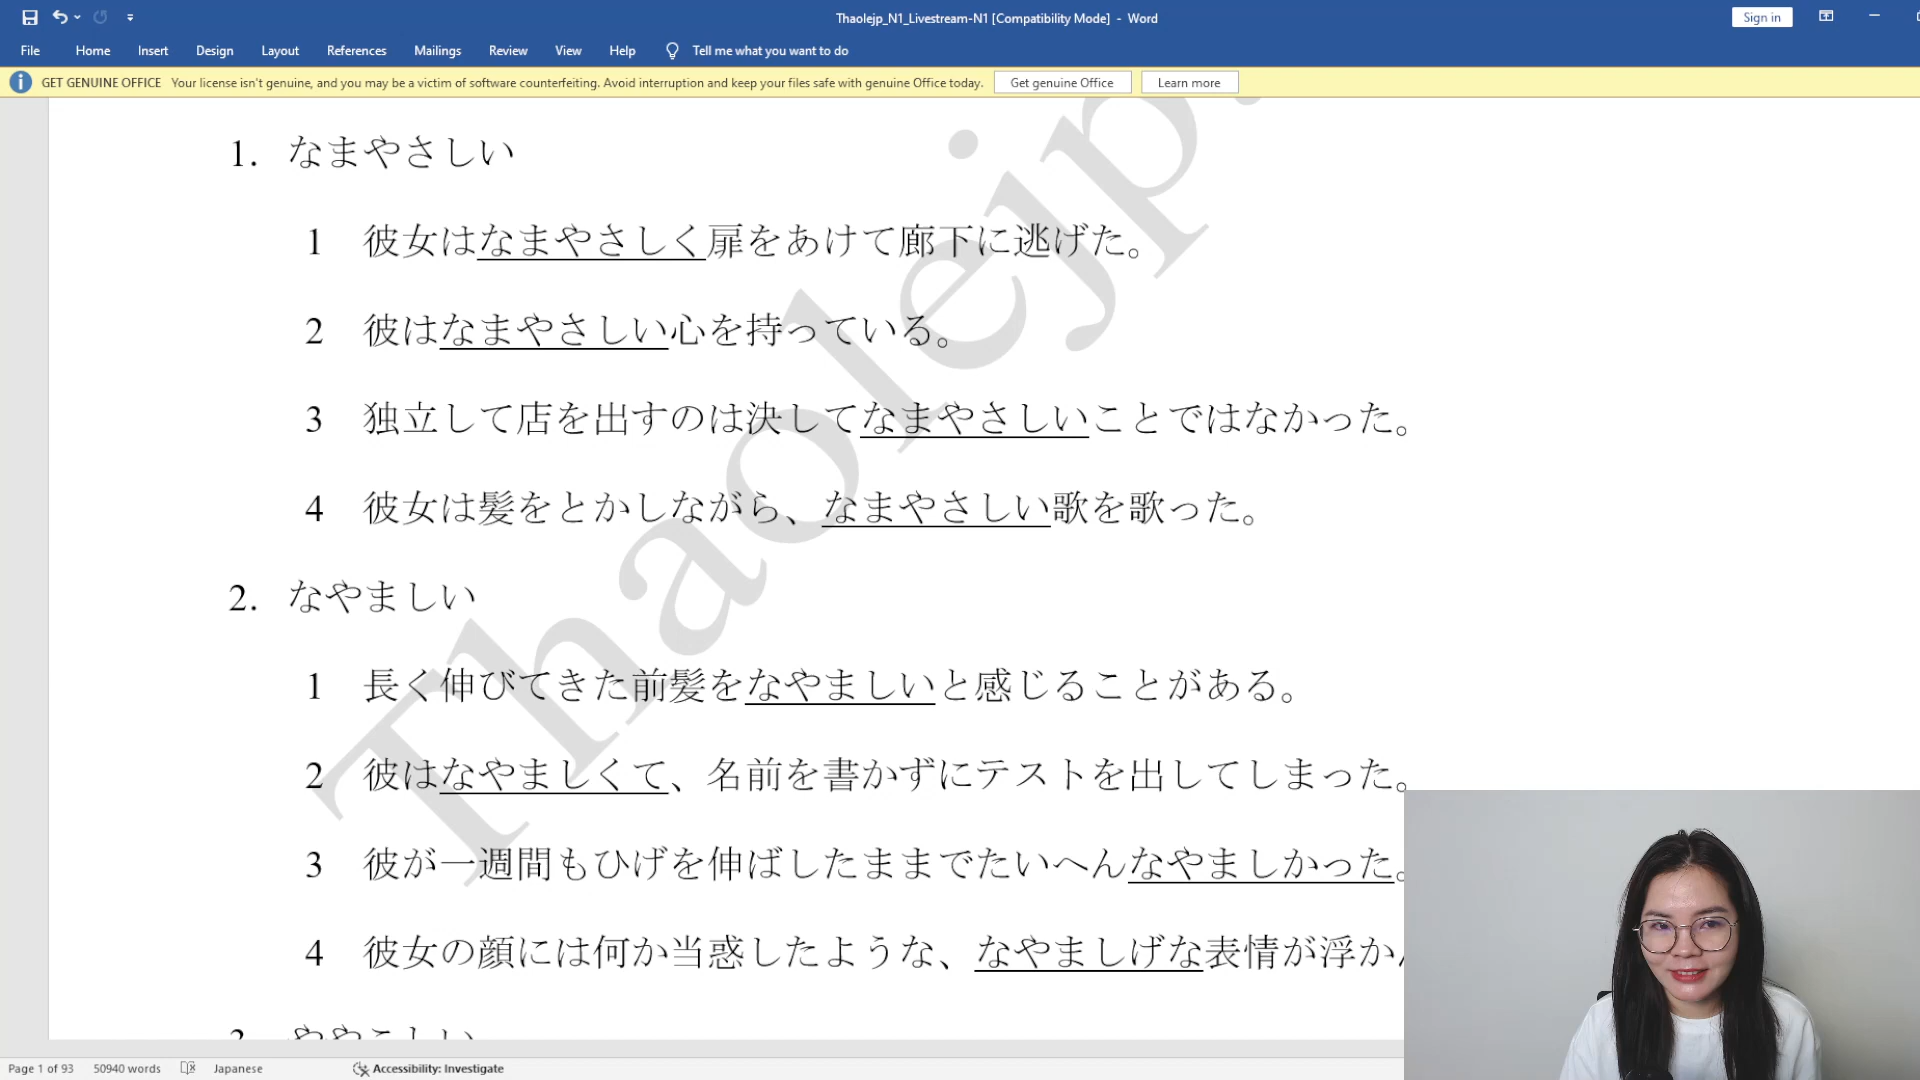 Thaolejp_N1_Livestream-N1 [Compatibility Mode] - Word
Sign in
File Home Insert Design Layout References Mailings Review View Help Tell me what you want to do
GET GENUINE OFFICE Your license isn't genuine, and you may be a victim of software counterfeiting. Avoid interruption and keep your files safe with genuine Office today. Get genuine Office Learn more
Thaolejp
1. なまやさしい
1 彼女はなまやさしく扉をあけて廊下に逃げた。
2 彼はなまやさしい心を持っている。
3 独立して店を出すのは決してなまやさしいことではなかった。
4 彼女は髪をとかしながら、なまやさしい歌を歌った。
2. なやましい
1 長く伸びてきた前髪をなやましいと感じることがある。
2 彼はなやましくて、名前を書かずにテストを出してしまった。
3 彼が一週間もひげを伸ばしたままでたいへんなやましかった。
4 彼女の顔には何か当惑したような、なやましげな表情が浮か
Page 1 of 93 50940 words Japanese Accessibility: Investigate